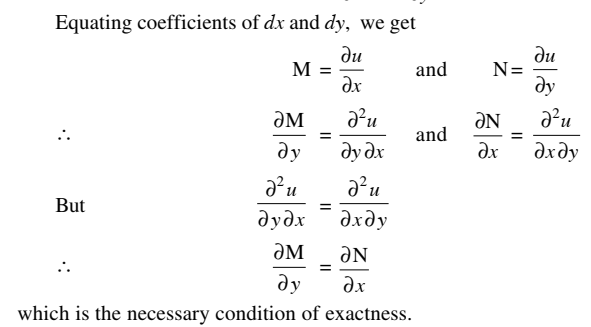 Equating coefficients of dx and dy, we get
M = ∂u/∂x and N = ∂u/∂y
∴ ∂M/∂y = ∂²u/∂y∂x and ∂N/∂x = ∂²u/∂x∂y
But ∂²u/∂y∂x = ∂²u/∂x∂y
∴ ∂M/∂y = ∂N/∂x
which is the necessary condition of exactness.